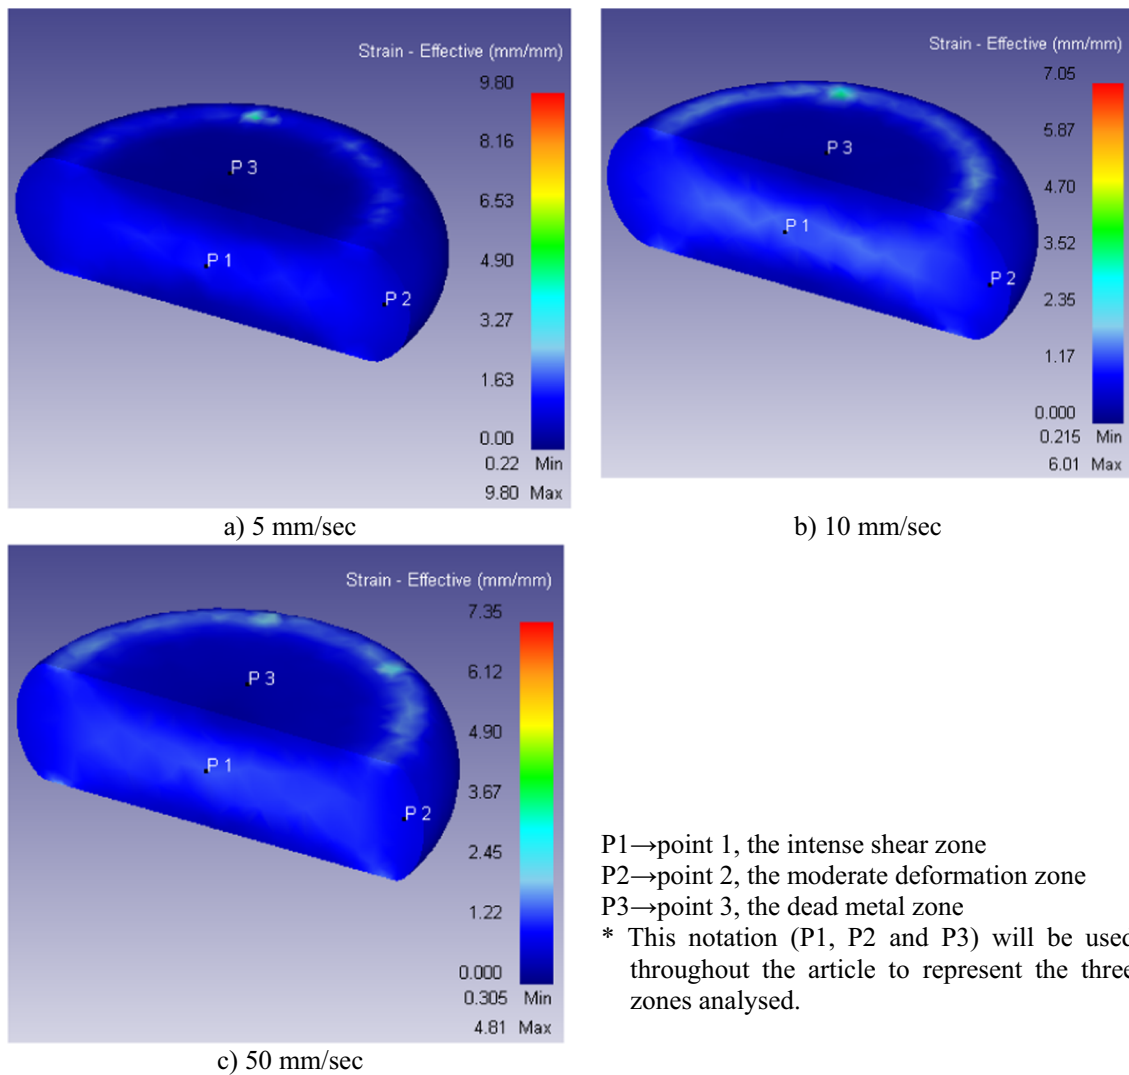 Strain - Effective (mm/mm)
9.80
8.16
6.53
4.90
3.27
1.63
0.00
0.22 Min
9.80 Max
P 3
P 1
P 2
a) 5 mm/sec
Strain - Effective (mm/mm)
7.05
5.87
4.70
3.52
2.35
1.17
0.000
0.215 Min
6.01 Max
P 3
P 1
P 2
b) 10 mm/sec
Strain - Effective (mm/mm)
7.35
6.12
4.90
3.67
2.45
1.22
0.000
0.305 Min
4.81 Max
P 3
P 1
P 2
c) 50 mm/sec
P1→point 1, the intense shear zone
P2→point 2, the moderate deformation zone
P3→point 3, the dead metal zone
* This notation (P1, P2 and P3) will be used
throughout the article to represent the three
zones analysed.